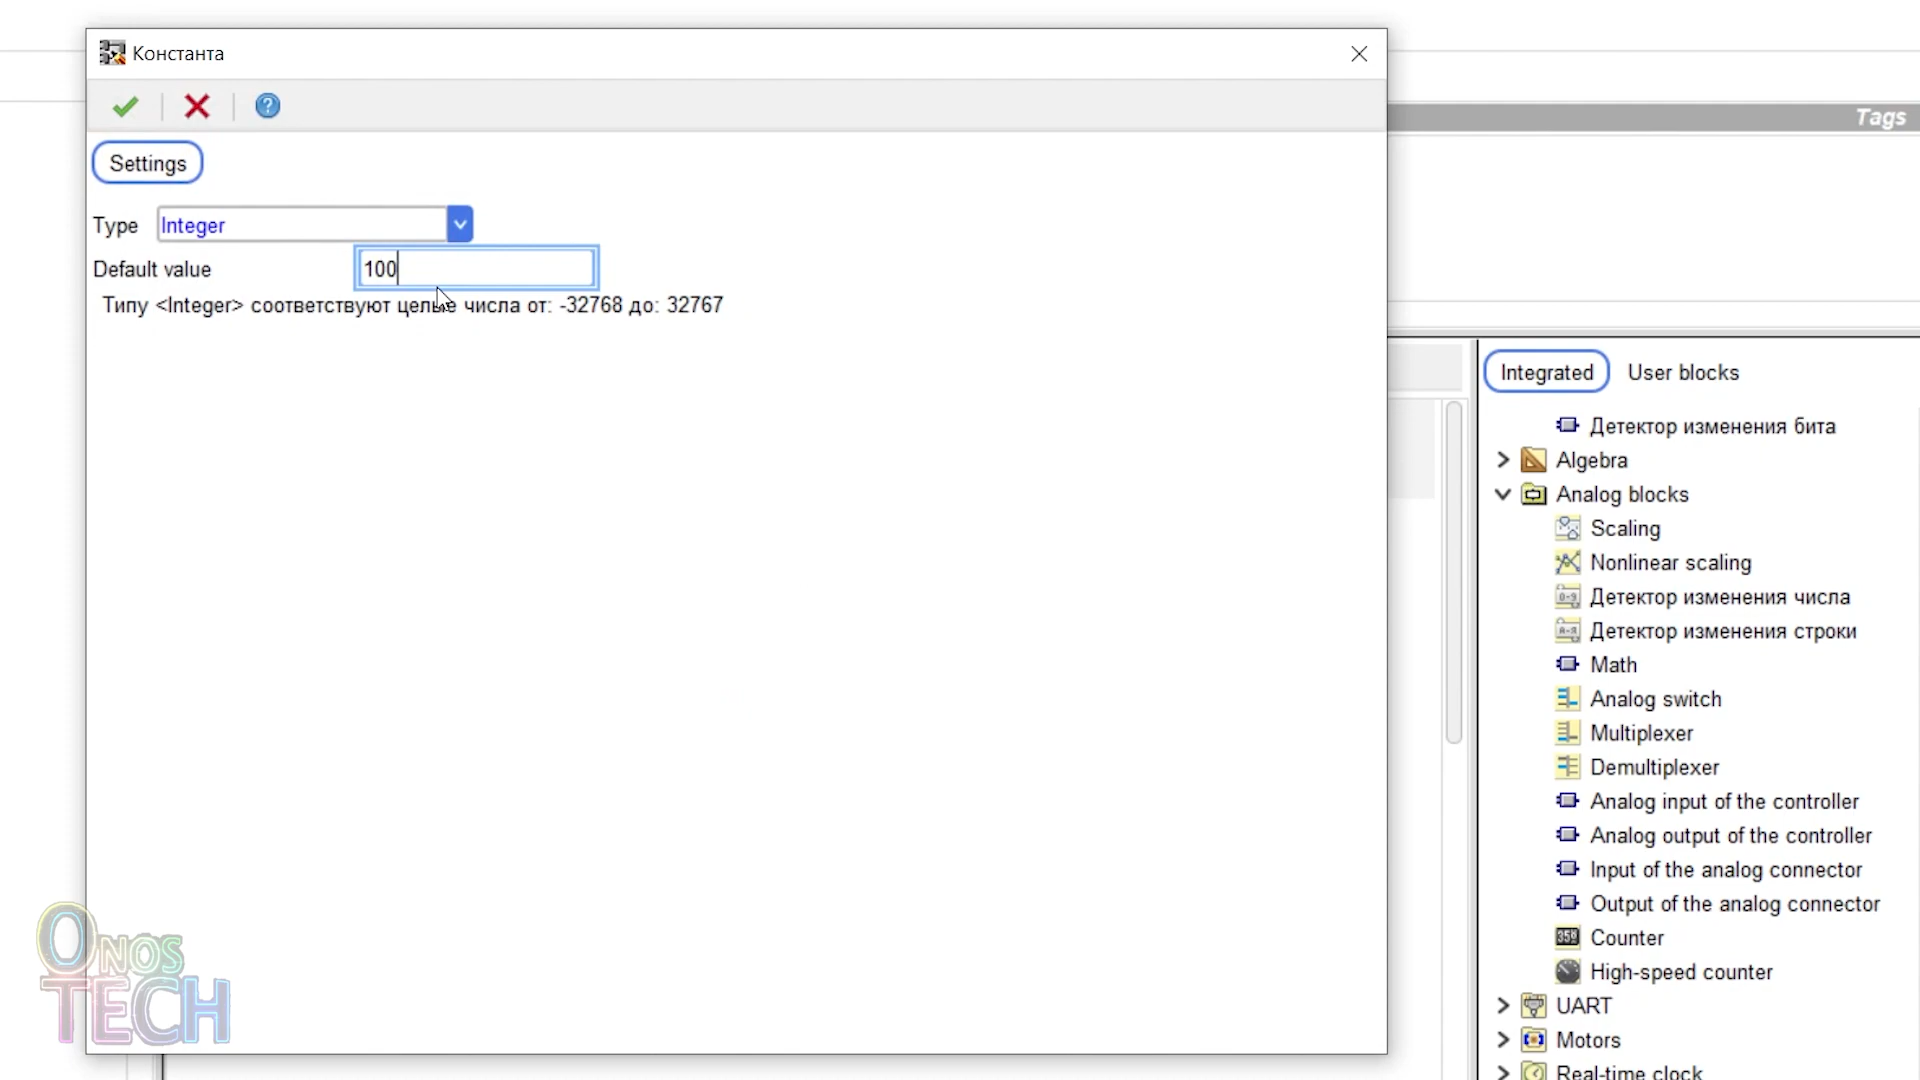 Константа
Tags
Settings
Type Integer
Default value 100
Типу <Integer> соответствуют целые числа от: -32768 до: 32767
Integrated User blocks
Детектор изменения бита
Algebra
Analog blocks
Scaling
Nonlinear scaling
Детектор изменения числа
Детектор изменения строки
Math
Analog switch
Multiplexer
Demultiplexer
Analog input of the controller
Analog output of the controller
Input of the analog connector
Output of the analog connector
Counter
High-speed counter
UART
Motors
Real-time clock
ONOS
TECH